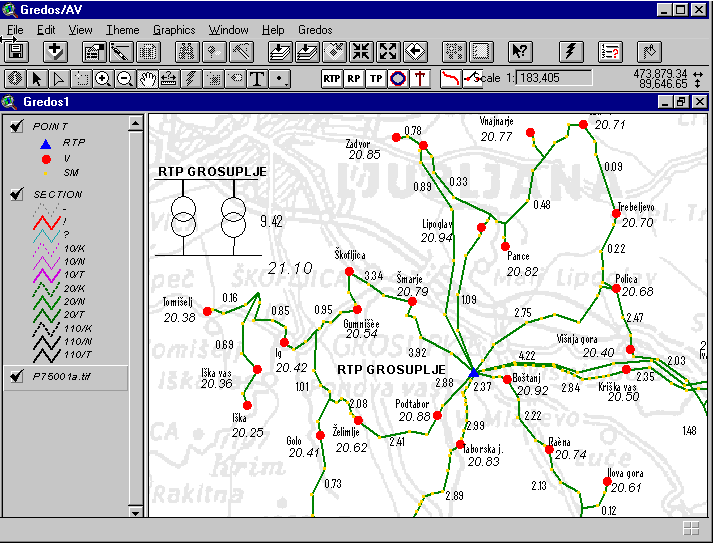 Gredos/AV
File Edit View Theme Graphics Window Help Gredos
RTP RP TP Scale 1: 183,405 473,879.34
89,646.65
Gredos1
POINT
RTP
V
SM
SECTION
-
!
?
10/K
10/N
10/T
20/K
20/N
20/T
110/K
110/N
110/T
P75001a.tif
RTP GROSUPLJE
9.42
21.10
LJUBLJANA
Zadvor
20.85
0.78
Vnajnarje
20.77
20.71
0.89
0.33
0.48
0.09
Lipoglav
20.94
Pance
20.82
Trebeljevo
20.70
0.22
Polica
20.68
Škofljica
3.34
Šmarje
20.79
1.09
2.75
2.47
Tomišelj
20.38
0.16
0.85
0.95
Gumnišče
20.54
3.92
Višnja gora
20.40
0.69
Ig
20.42
RTP GROSUPLJE
4.22
2.03
Iška vas
20.36
1.01
2.88
2.37
Boštanj
20.92
2.84
2.35
Kriška vas
20.50
Iška
20.25
2.08
Podtabor
20.88
2.22
1.48
Golo
20.41
Želimlje
20.62
2.41
2.99
Taborska j.
20.83
Račna
20.74
Ilova gora
20.61
0.73
2.89
2.13
0.12
Krim
Rakitna